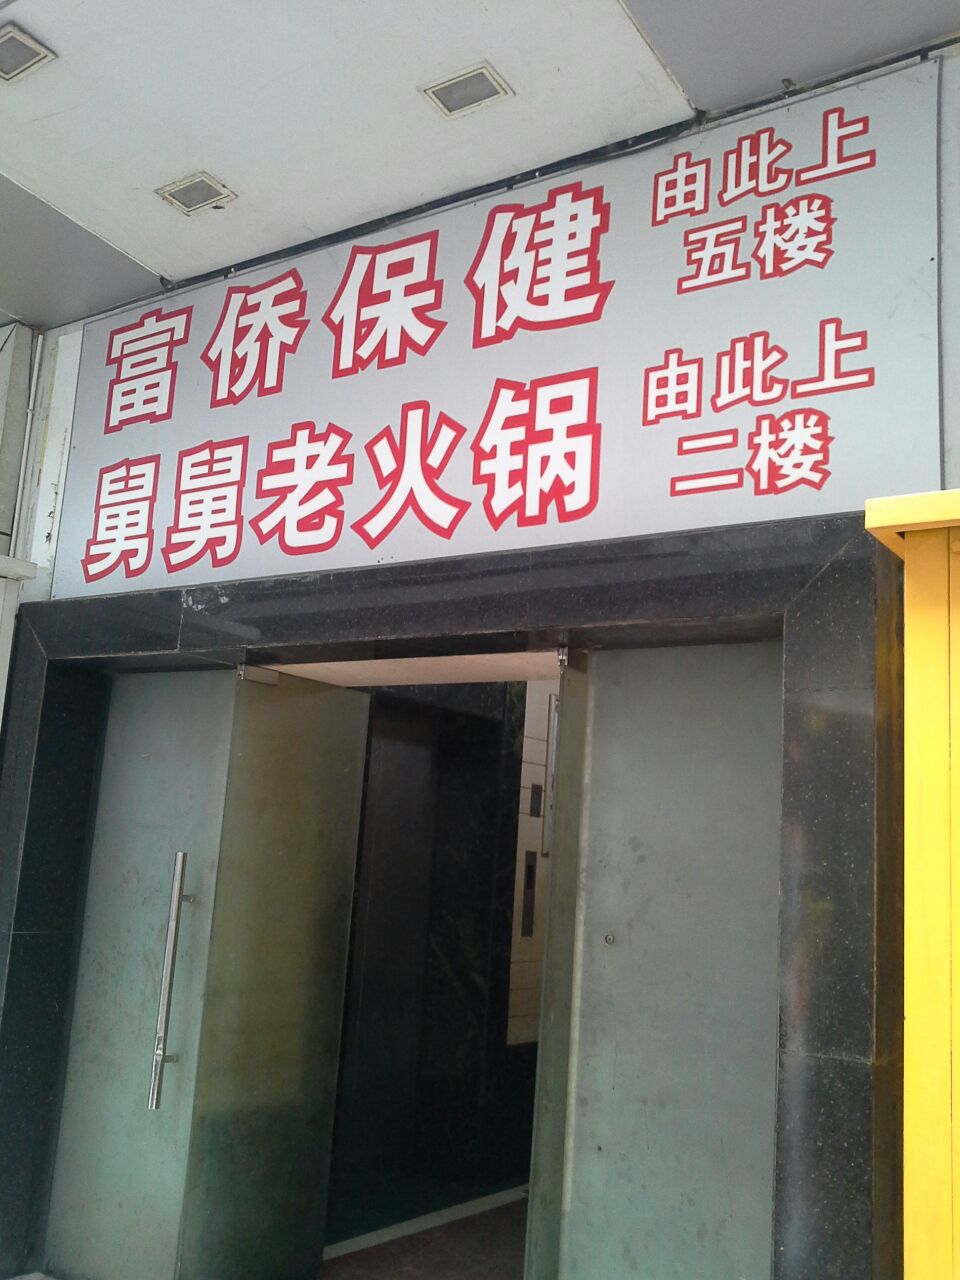 富侨保健 由此上
五楼
舅舅老火锅 由此上
二楼